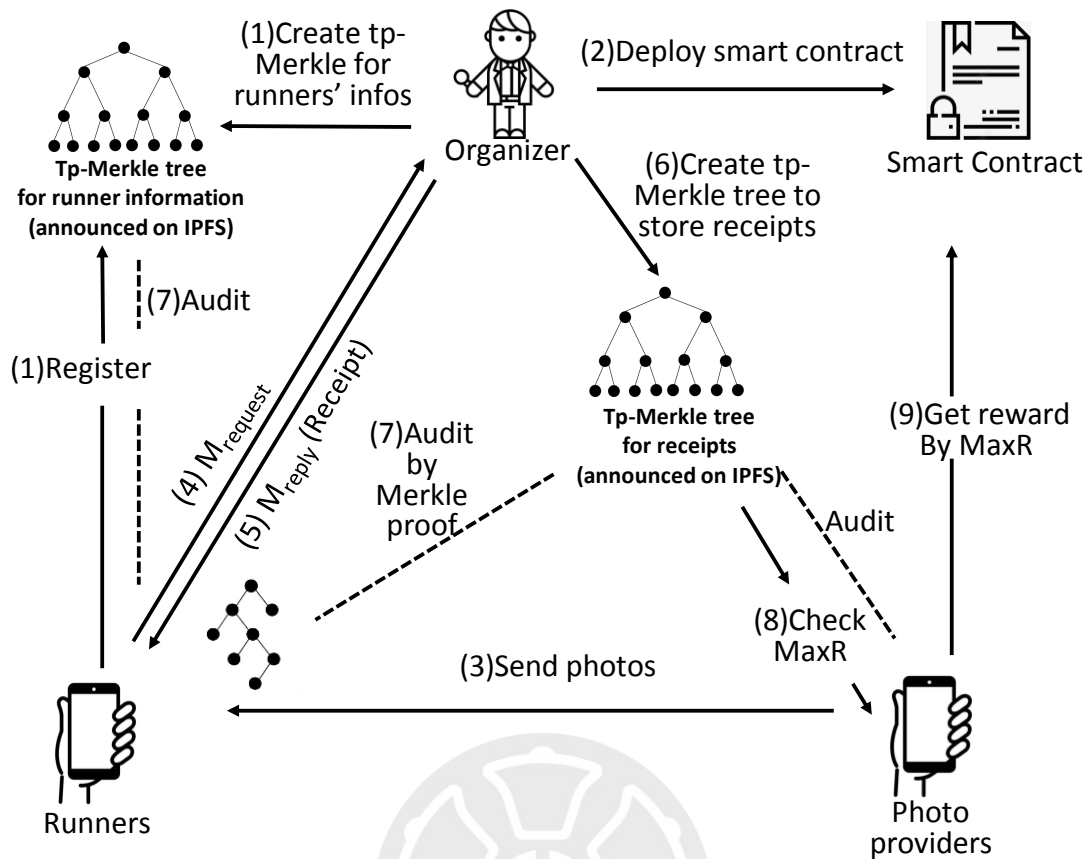 (1)Create tp-
Merkle for
runners' infos
(2)Deploy smart contract
Organizer
Smart Contract
Tp-Merkle tree
for runner information
(announced on IPFS)
(6)Create tp-
Merkle tree to
store receipts
(7)Audit
(1)Register
(4) Mrequest
(5) Mreply (Receipt)
(7)Audit
by
Merkle
proof
Tp-Merkle tree
for receipts
(announced on IPFS)
(9)Get reward
By MaxR
Audit
(8)Check
MaxR
(3)Send photos
Runners
Photo
providers